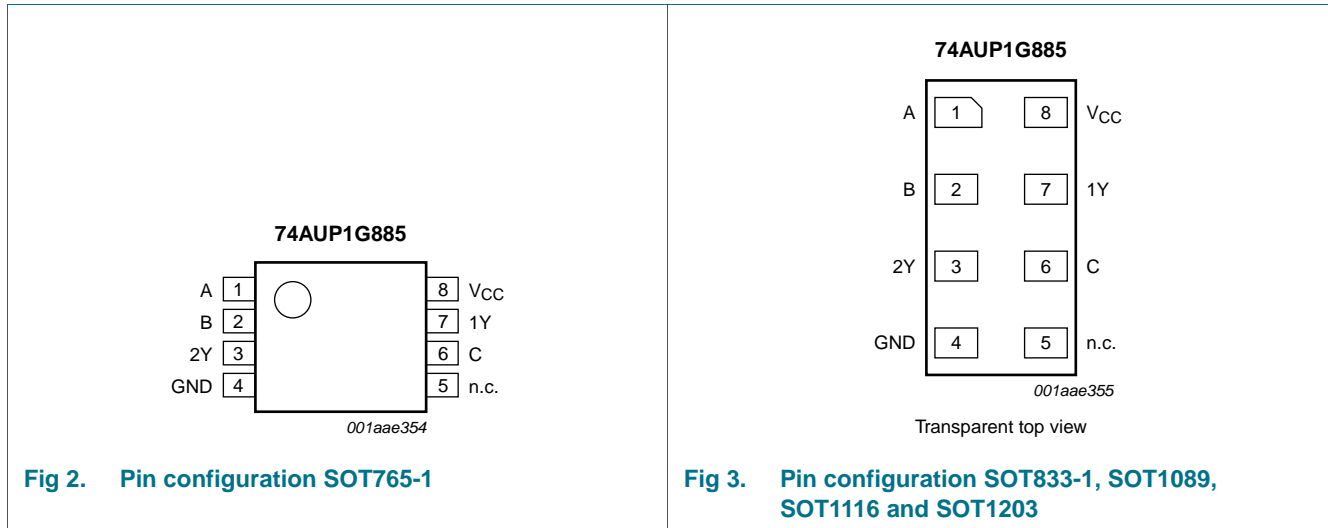 74AUP1G885
A 1 8 VCC
B 2 7 1Y
2Y 3 6 C
GND 4 5 n.c.
001aae354
Fig 2. Pin configuration SOT765-1
74AUP1G885
A 1 8 VCC
B 2 7 1Y
2Y 3 6 C
GND 4 5 n.c.
001aae355
Transparent top view
Fig 3. Pin configuration SOT833-1, SOT1089,
SOT1116 and SOT1203